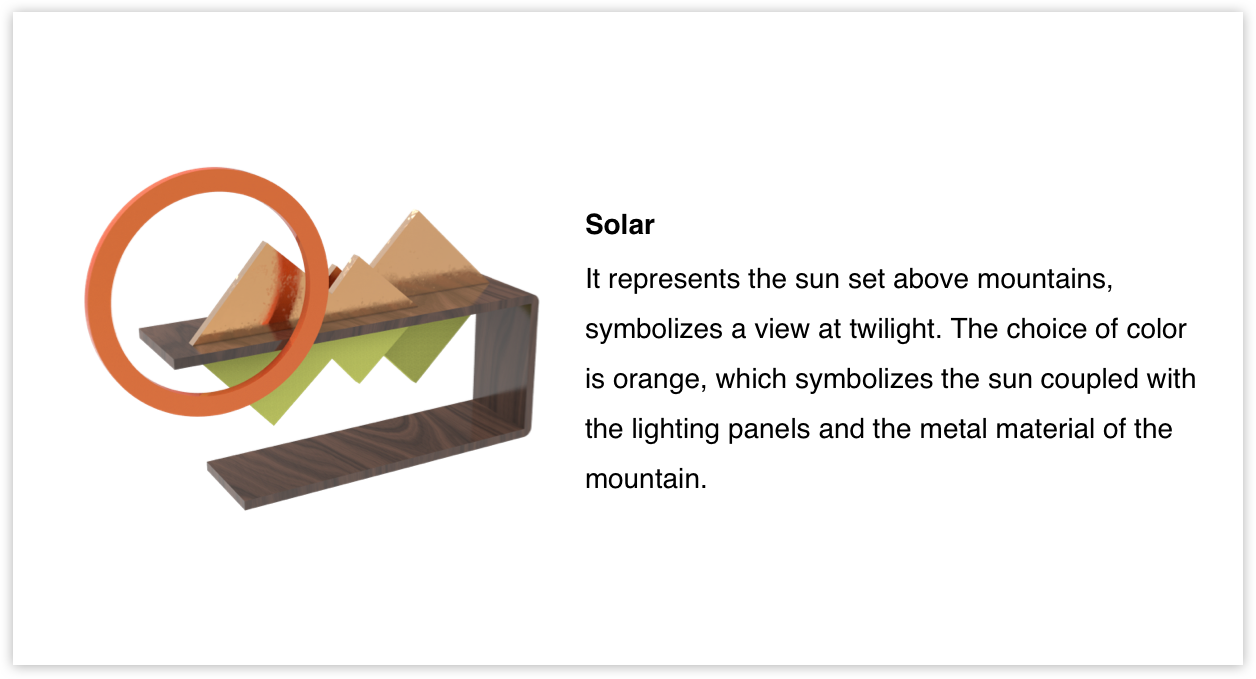 Solar
It represents the sun set above mountains,
symbolizes a view at twilight. The choice of color
is orange, which symbolizes the sun coupled with
the lighting panels and the metal material of the
mountain.